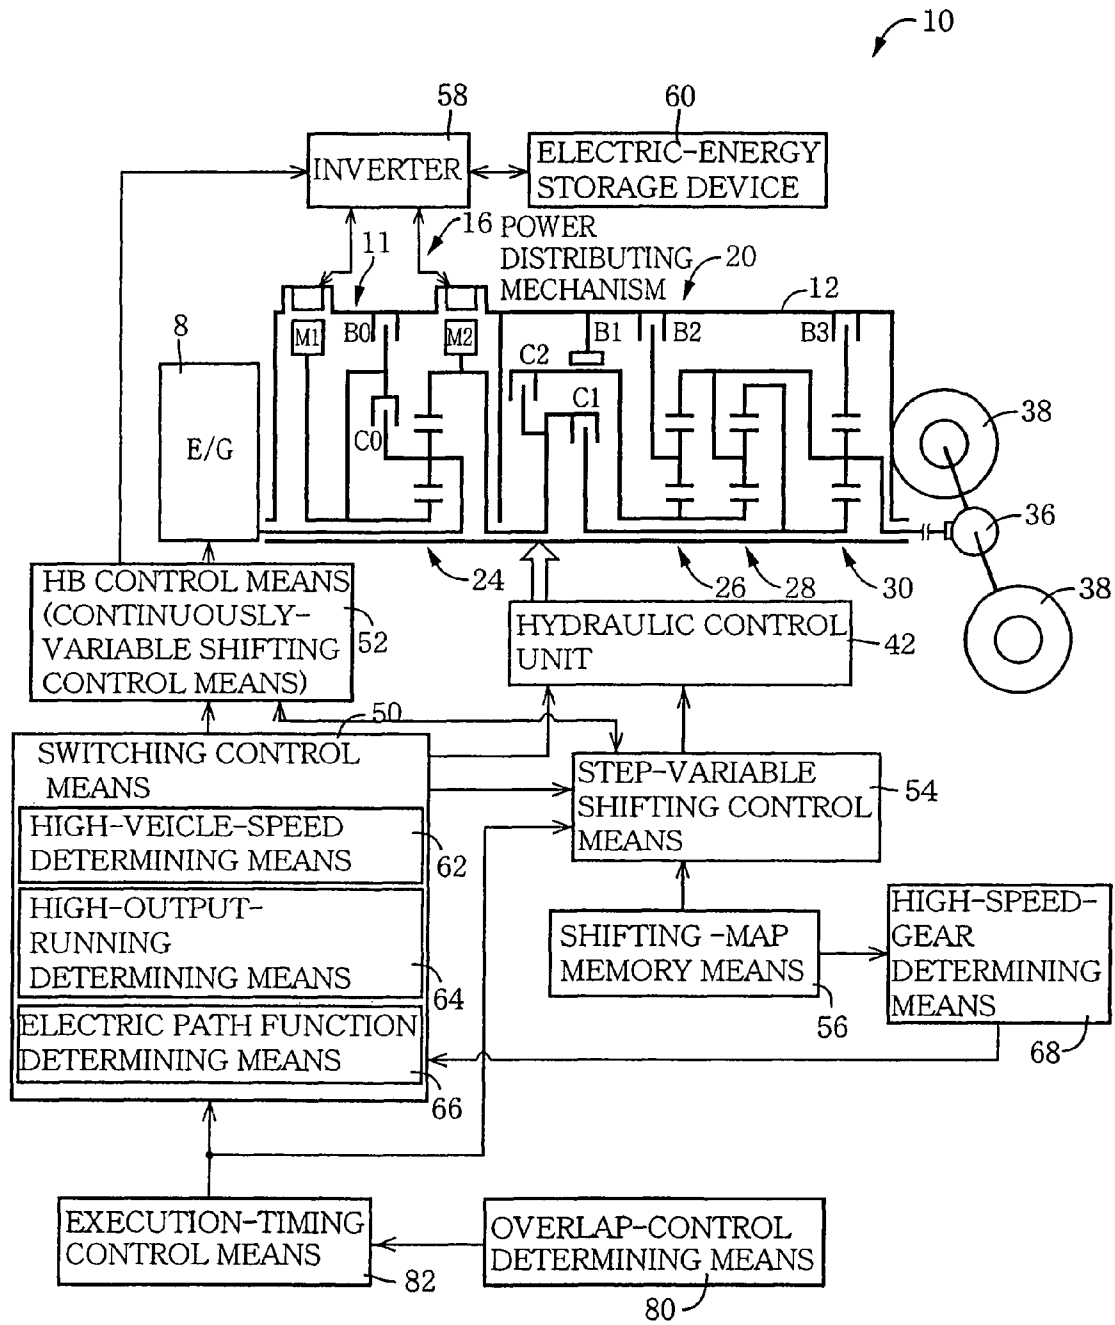 10
58
60
INVERTER
ELECTRIC-ENERGY
STORAGE DEVICE
16
POWER
DISTRIBUTING
MECHANISM
11
20
12
8
M1
B0
M2
B1
B2
B3
C2
C1
C0
E/G
38
36
38
24
26
28
30
HB CONTROL MEANS
(CONTINUOUSLY-
VARIABLE SHIFTING
CONTROL MEANS)
52
HYDRAULIC CONTROL
UNIT
42
50
SWITCHING CONTROL
MEANS
HIGH-VEICLE-SPEED
DETERMINING MEANS
62
HIGH-OUTPUT-
RUNNING
DETERMINING MEANS
64
ELECTRIC PATH FUNCTION
DETERMINING MEANS
66
STEP-VARIABLE
SHIFTING CONTROL
MEANS
54
SHIFTING -MAP
MEMORY MEANS
56
HIGH-SPEED-
GEAR
DETERMINING
MEANS
68
EXECUTION-TIMING
CONTROL MEANS
82
OVERLAP-CONTROL
DETERMINING MEANS
80